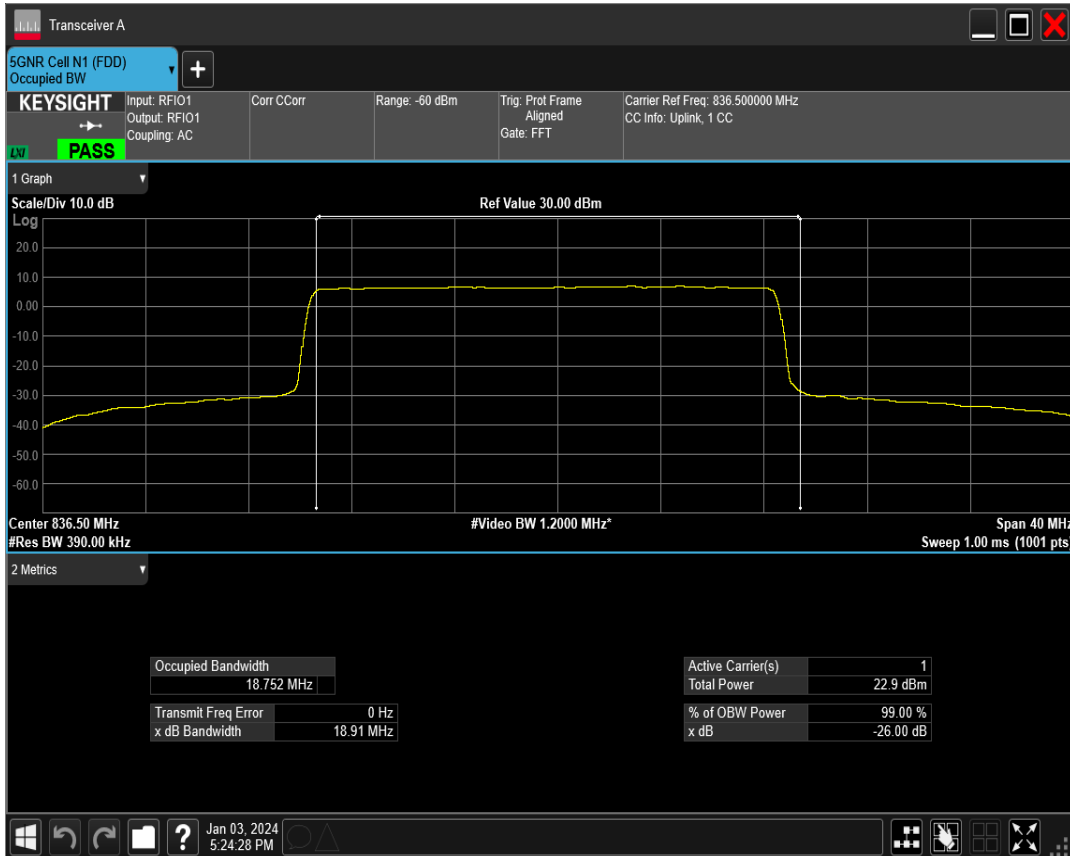 Transceiver A
5GNR Cell N1 (FDD)
Occupied BW
+
KEYSIGHT
LXI
PASS
Input: RFIO1
Output: RFIO1
Coupling: AC
Corr CCorr
Range: -60 dBm
Trig: Prot Frame
Aligned
Gate: FFT
Carrier Ref Freq: 836.500000 MHz
CC Info: Uplink, 1 CC
1 Graph
Scale/Div 10.0 dB
Ref Value 30.00 dBm
Log
20.0
10.0
0.00
-10.0
-20.0
-30.0
-40.0
-50.0
-60.0
Center 836.50 MHz
#Video BW 1.2000 MHz*
Span 40 MHz
#Res BW 390.00 kHz
Sweep 1.00 ms (1001 pts)
2 Metrics
Occupied Bandwidth
18.752 MHz
Transmit Freq Error 0 Hz
x dB Bandwidth 18.91 MHz
Active Carrier(s) 1
Total Power 22.9 dBm
% of OBW Power 99.00 %
x dB -26.00 dB
?
Jan 03, 2024
5:24:28 PM